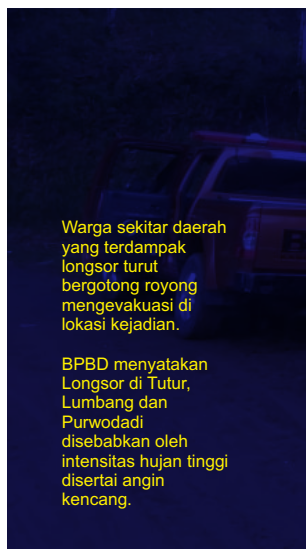 Warga sekitar daerah
yang terdampak
longsor turut
bergotong royong
mengevakuasi di
lokasi kejadian.
BPBD menyatakan
Longsor di Tutur,
Lumbang dan
Purwodadi
disebabkan oleh
intensitas hujan tinggi
disertai angin
kencang.